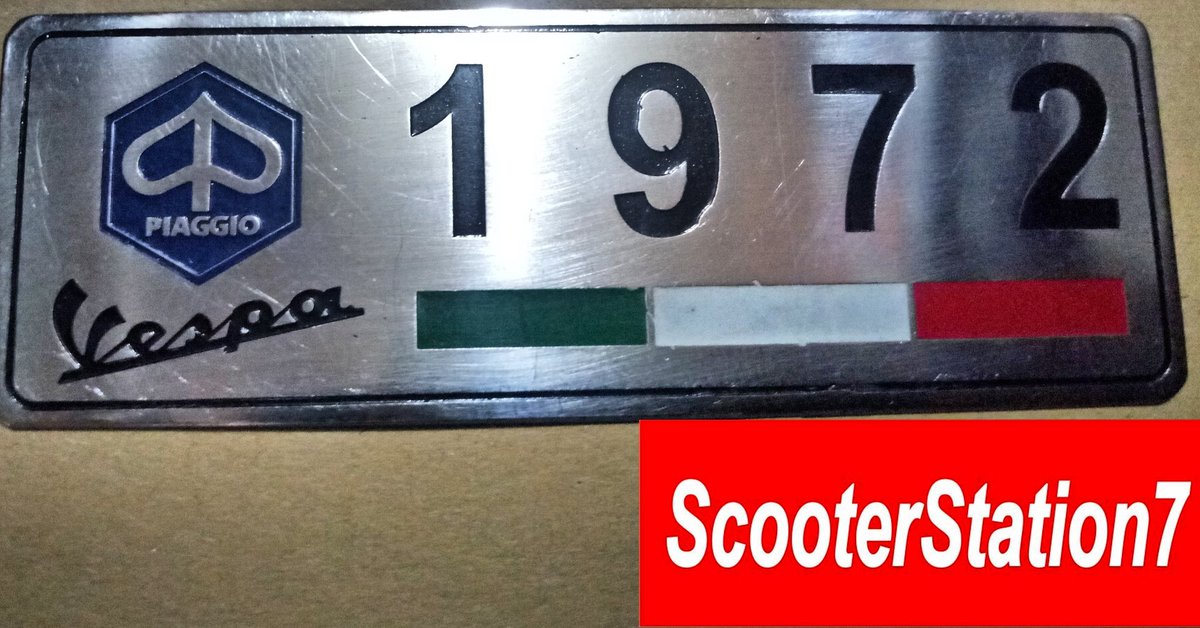 1972
PIAGGIO
Vespa
ScooterStation7